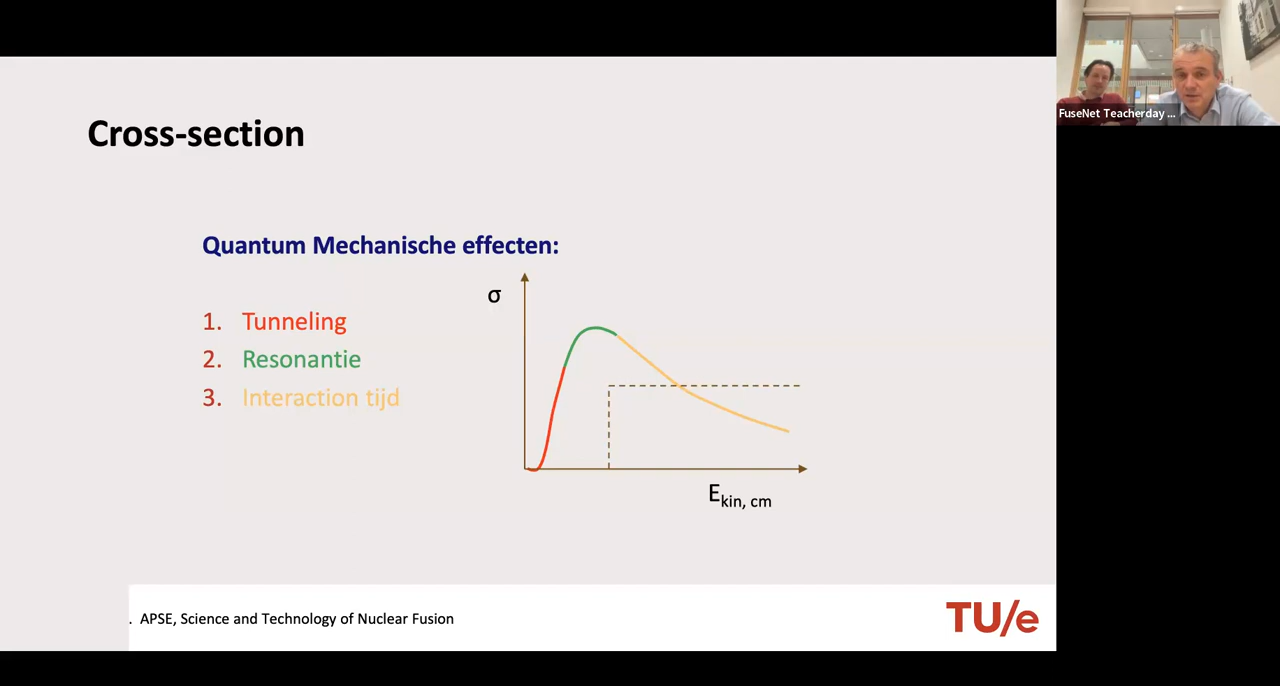 FuseNet Teacherday ...
Cross-section
Quantum Mechanische effecten:
σ
1. Tunneling
2. Resonantie
3. Interaction tijd
E kin, cm
. APSE, Science and Technology of Nuclear Fusion
TU/e